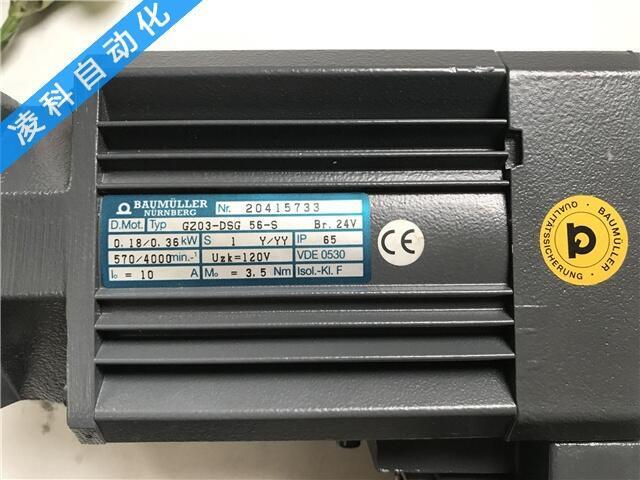 凌科自动化
BAUMÜLLER NÜRNBERG Nr. 20415733
D.Mot. Typ GZ03-DSG 56-S Br. 24V
0.18/0.36 kW S 1 Y/YY IP 65
570/4000 min.-¹ Uzk=120V VDE 0530
I₀ = 10 A M₀ = 3.5 Nm Isol.-Kl. F
CE
BAUMÜLLER
QUALITÄTSSICHERUNG